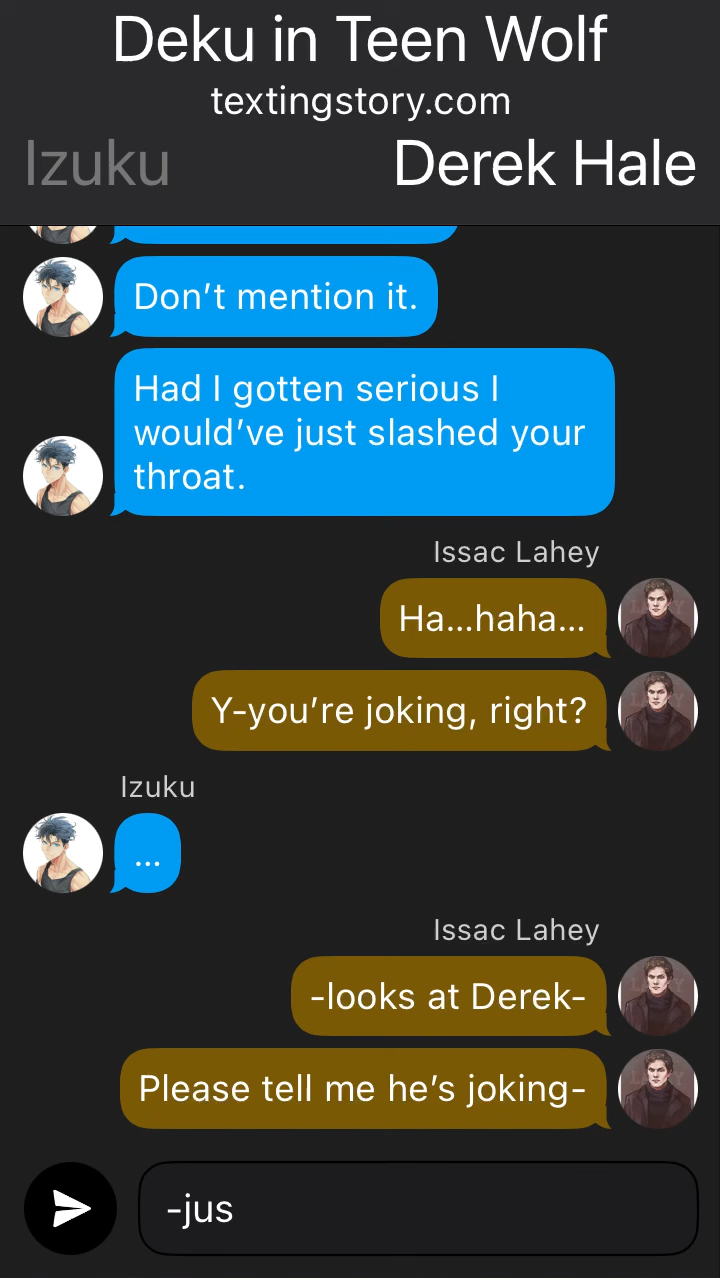 Deku in Teen Wolf
textingstory.com
Izuku
Derek Hale
Don’t mention it.
Had I gotten serious I
would’ve just slashed your
throat.
Issac Lahey
Ha...haha...
Y-you’re joking, right?
Izuku
...
Issac Lahey
-looks at Derek-
Please tell me he’s joking-
-jus